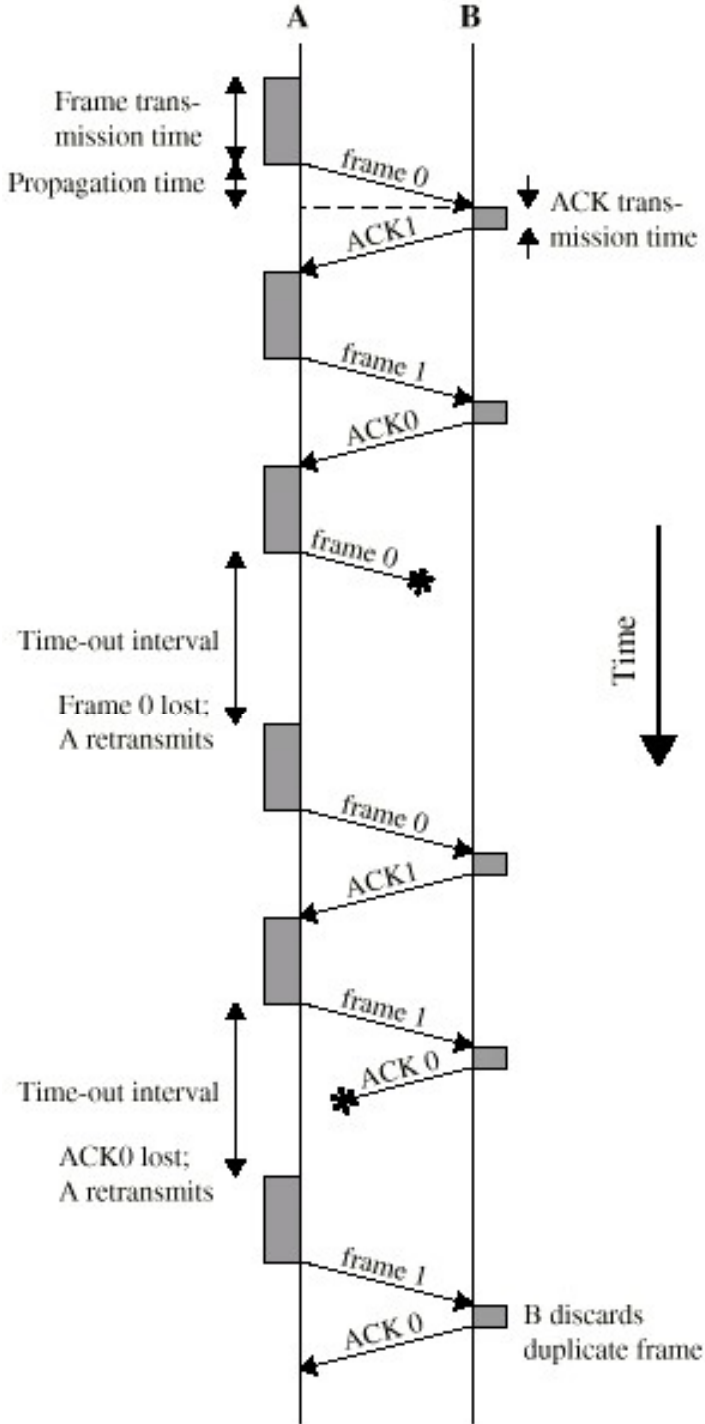 A
B
Frame trans-
mission time
Propagation time
frame 0
ACK trans-
mission time
ACK1
frame 1
ACK0
frame 0
Time-out interval
Time
Frame 0 lost;
A retransmits
frame 0
ACK1
frame 1
ACK 0
Time-out interval
ACK0 lost;
A retransmits
frame 1
ACK 0
B discards
duplicate frame